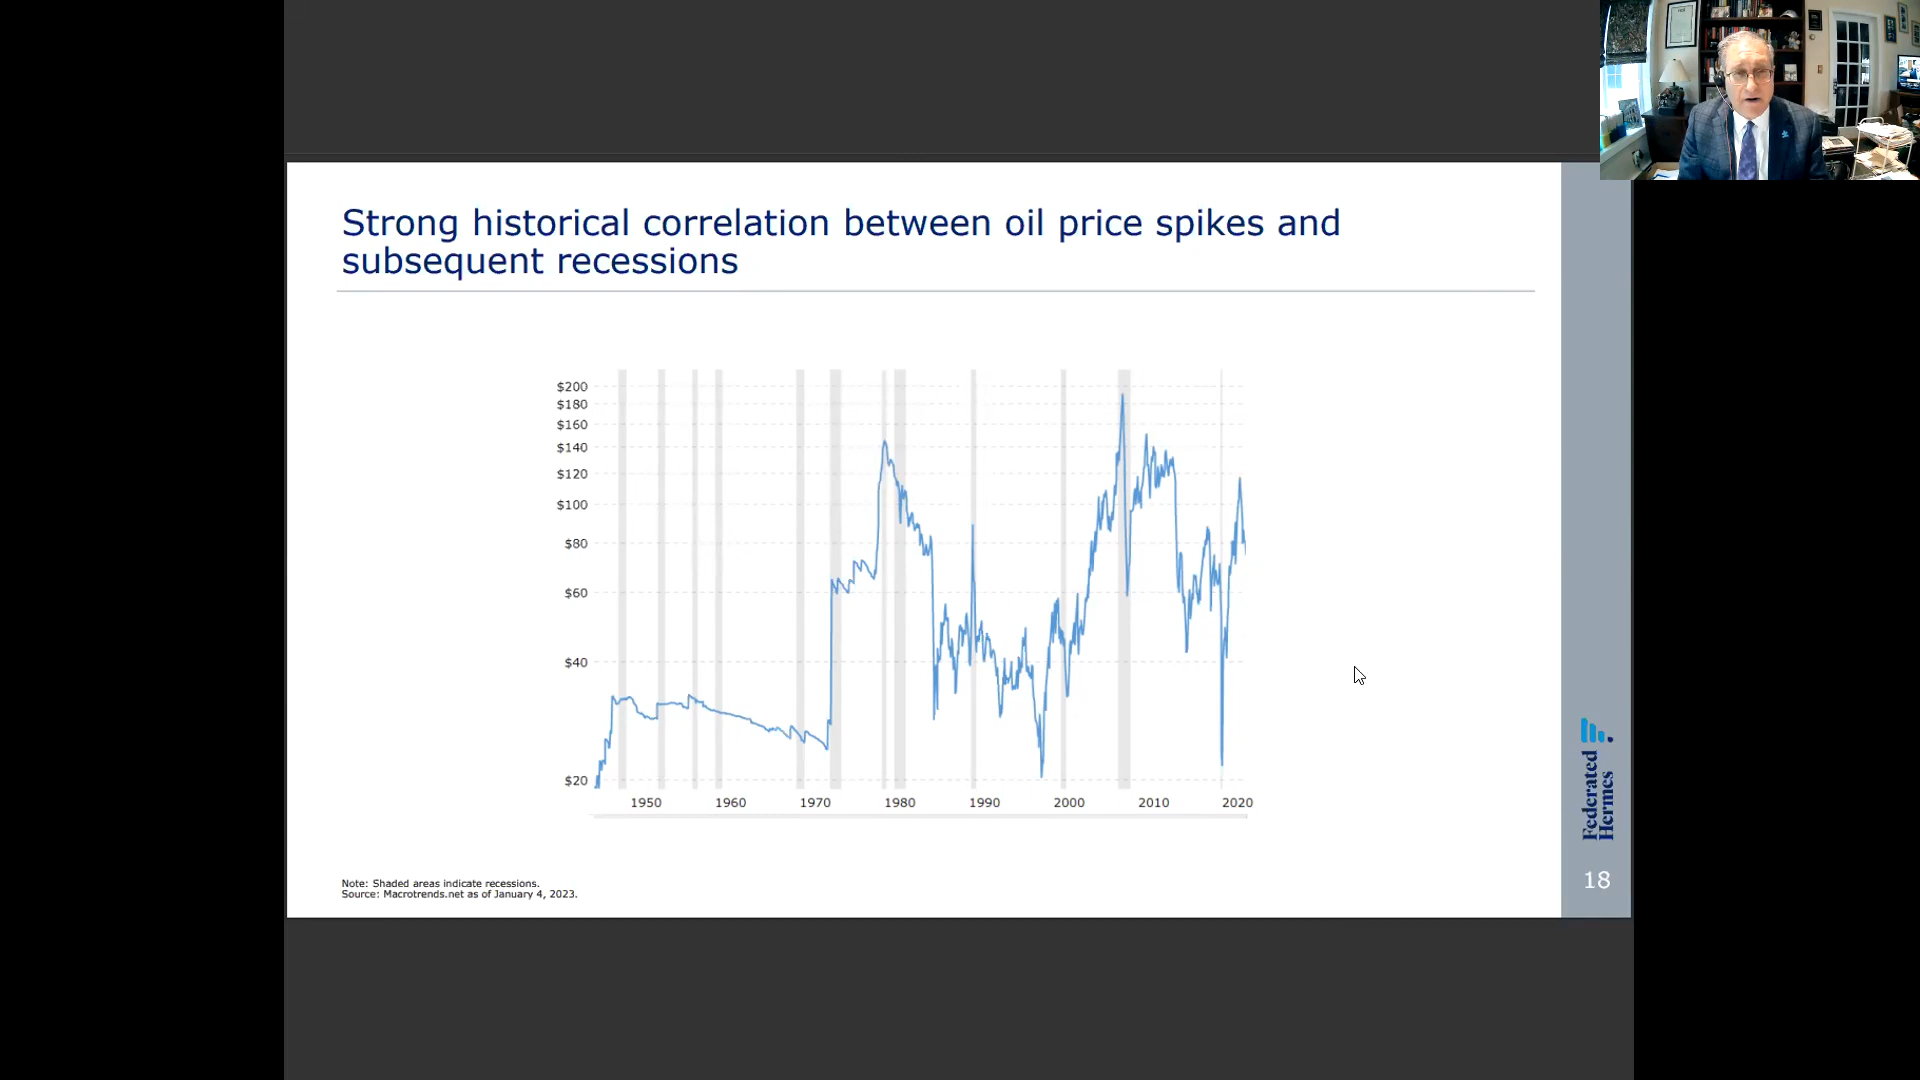 Strong historical correlation between oil price spikes and
subsequent recessions
$200
$180
$160
$140
$120
$100
$80
$60
$40
$20
1950 1960 1970 1980 1990 2000 2010 2020
Note: Shaded areas indicate recessions.
Source: Macrotrends.net as of January 4, 2023.
Federated
Hermes
18